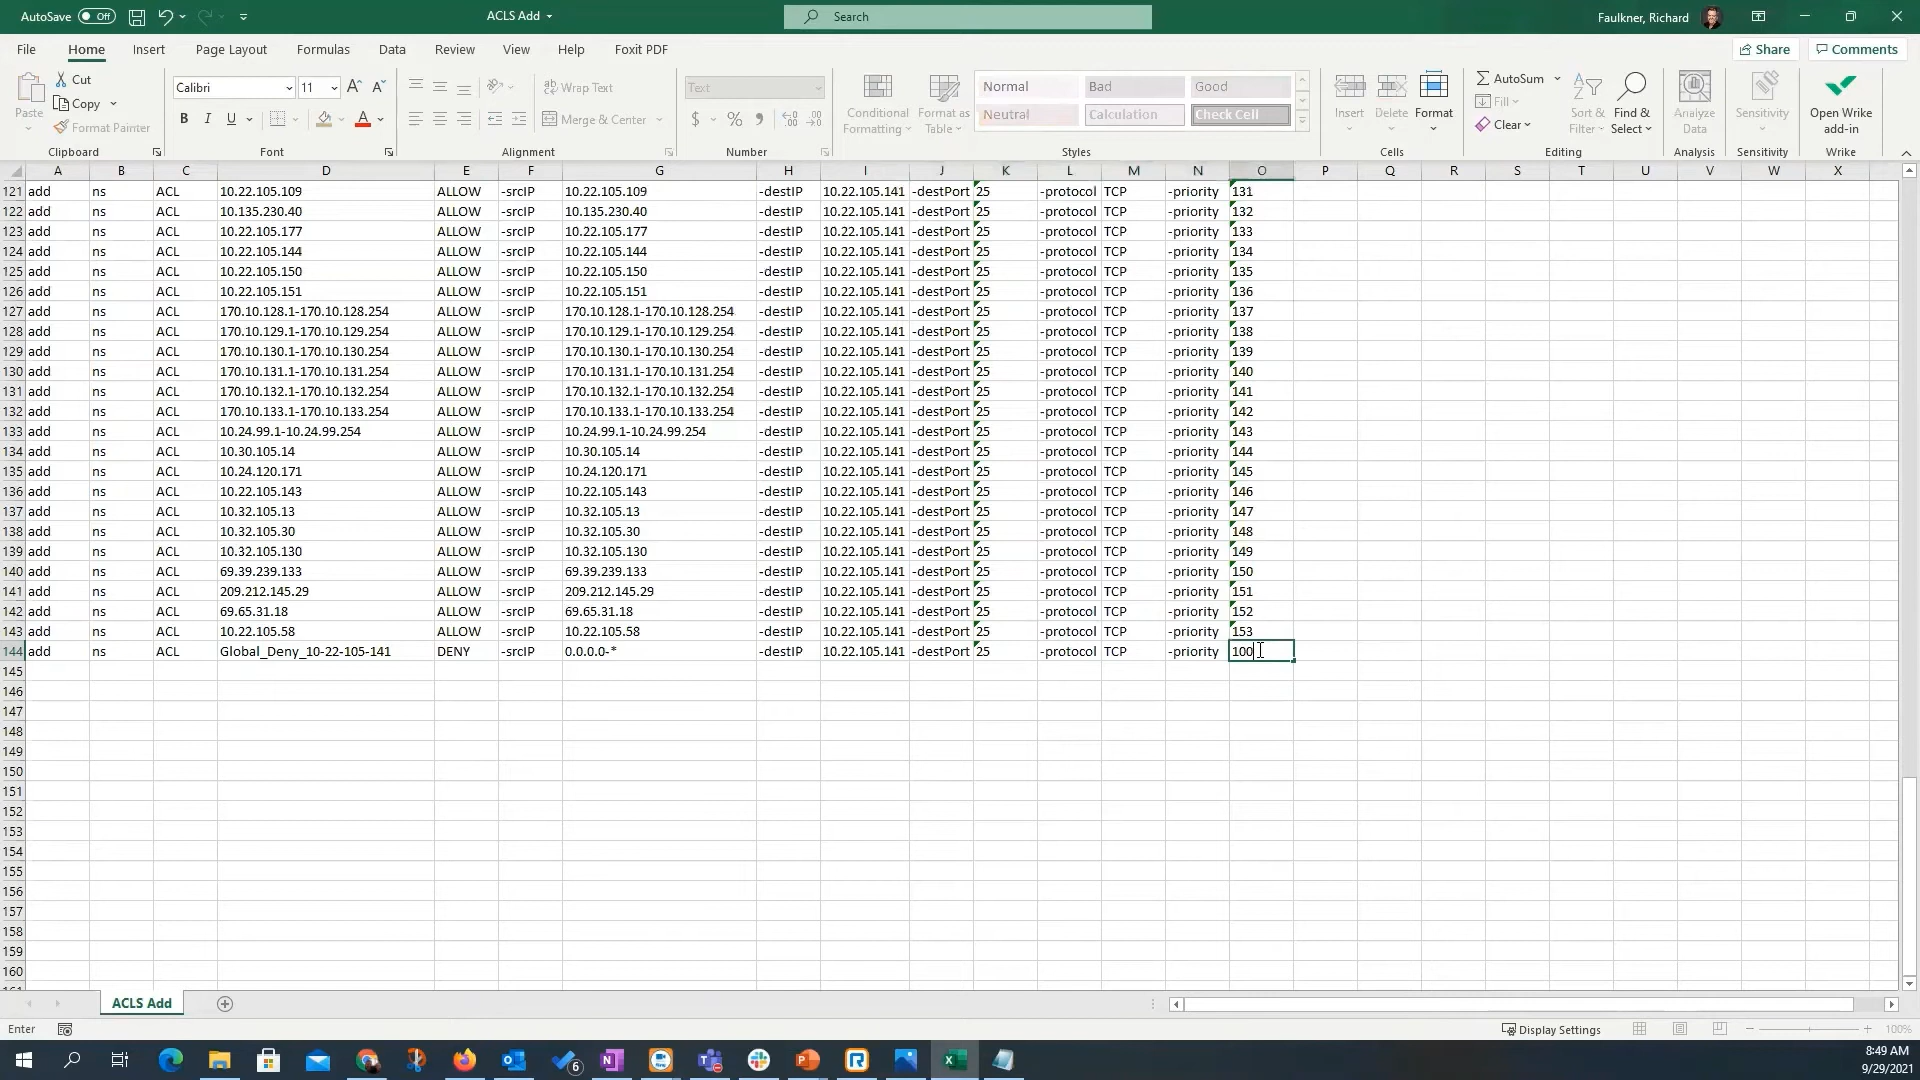 AutoSave Off ACLS Add Search Faulkner, Richard
File Home Insert Page Layout Formulas Data Review View Help Foxit PDF Share Comments
Paste Cut Copy Format Painter Clipboard
Calibri 11 B I U A Font
Wrap Text Merge & Center Alignment
Text $ % Number
Conditional Formatting Format as Table Normal Bad Good Neutral Calculation Check Cell Styles
Insert Delete Format Cells
AutoSum Fill Clear Sort & Filter Find & Select Editing
Analyze Data Analysis
Sensitivity Sensitivity
Open Wrike add-in Wrike
A B C D E F G H I J K L M N O P Q R S T U V W X
121 add ns ACL 10.22.105.109 ALLOW -srcIP 10.22.105.109 -destIP 10.22.105.141 -destPort 25 -protocol TCP -priority 131
122 add ns ACL 10.135.230.40 ALLOW -srcIP 10.135.230.40 -destIP 10.22.105.141 -destPort 25 -protocol TCP -priority 132
123 add ns ACL 10.22.105.177 ALLOW -srcIP 10.22.105.177 -destIP 10.22.105.141 -destPort 25 -protocol TCP -priority 133
124 add ns ACL 10.22.105.144 ALLOW -srcIP 10.22.105.144 -destIP 10.22.105.141 -destPort 25 -protocol TCP -priority 134
125 add ns ACL 10.22.105.150 ALLOW -srcIP 10.22.105.150 -destIP 10.22.105.141 -destPort 25 -protocol TCP -priority 135
126 add ns ACL 10.22.105.151 ALLOW -srcIP 10.22.105.151 -destIP 10.22.105.141 -destPort 25 -protocol TCP -priority 136
127 add ns ACL 170.10.128.1-170.10.128.254 ALLOW -srcIP 170.10.128.1-170.10.128.254 -destIP 10.22.105.141 -destPort 25 -protocol TCP -priority 137
128 add ns ACL 170.10.129.1-170.10.129.254 ALLOW -srcIP 170.10.129.1-170.10.129.254 -destIP 10.22.105.141 -destPort 25 -protocol TCP -priority 138
129 add ns ACL 170.10.130.1-170.10.130.254 ALLOW -srcIP 170.10.130.1-170.10.130.254 -destIP 10.22.105.141 -destPort 25 -protocol TCP -priority 139
130 add ns ACL 170.10.131.1-170.10.131.254 ALLOW -srcIP 170.10.131.1-170.10.131.254 -destIP 10.22.105.141 -destPort 25 -protocol TCP -priority 140
131 add ns ACL 170.10.132.1-170.10.132.254 ALLOW -srcIP 170.10.132.1-170.10.132.254 -destIP 10.22.105.141 -destPort 25 -protocol TCP -priority 141
132 add ns ACL 170.10.133.1-170.10.133.254 ALLOW -srcIP 170.10.133.1-170.10.133.254 -destIP 10.22.105.141 -destPort 25 -protocol TCP -priority 142
133 add ns ACL 10.24.99.1-10.24.99.254 ALLOW -srcIP 10.24.99.1-10.24.99.254 -destIP 10.22.105.141 -destPort 25 -protocol TCP -priority 143
134 add ns ACL 10.30.105.14 ALLOW -srcIP 10.30.105.14 -destIP 10.22.105.141 -destPort 25 -protocol TCP -priority 144
135 add ns ACL 10.24.120.171 ALLOW -srcIP 10.24.120.171 -destIP 10.22.105.141 -destPort 25 -protocol TCP -priority 145
136 add ns ACL 10.22.105.143 ALLOW -srcIP 10.22.105.143 -destIP 10.22.105.141 -destPort 25 -protocol TCP -priority 146
137 add ns ACL 10.32.105.13 ALLOW -srcIP 10.32.105.13 -destIP 10.22.105.141 -destPort 25 -protocol TCP -priority 147
138 add ns ACL 10.32.105.30 ALLOW -srcIP 10.32.105.30 -destIP 10.22.105.141 -destPort 25 -protocol TCP -priority 148
139 add ns ACL 10.32.105.130 ALLOW -srcIP 10.32.105.130 -destIP 10.22.105.141 -destPort 25 -protocol TCP -priority 149
140 add ns ACL 69.39.239.133 ALLOW -srcIP 69.39.239.133 -destIP 10.22.105.141 -destPort 25 -protocol TCP -priority 150
141 add ns ACL 209.212.145.29 ALLOW -srcIP 209.212.145.29 -destIP 10.22.105.141 -destPort 25 -protocol TCP -priority 151
142 add ns ACL 69.65.31.18 ALLOW -srcIP 69.65.31.18 -destIP 10.22.105.141 -destPort 25 -protocol TCP -priority 152
143 add ns ACL 10.22.105.58 ALLOW -srcIP 10.22.105.58 -destIP 10.22.105.141 -destPort 25 -protocol TCP -priority 153
144 add ns ACL Global_Deny_10-22-105-141 DENY -srcIP 0.0.0.0-* -destIP 10.22.105.141 -destPort 25 -protocol TCP -priority 100
145
146
147
148
149
150
151
152
153
154
155
156
157
158
159
160
ACLS Add
Enter Display Settings 100%
6 8:49 AM
9/29/2021